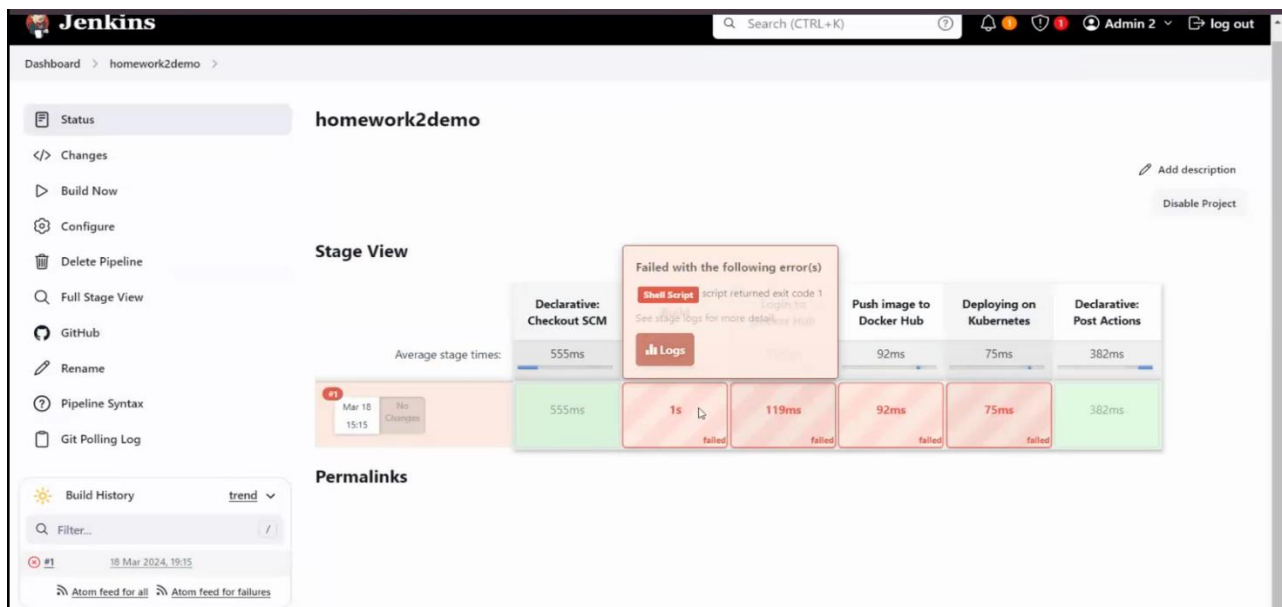 Jenkins
Search (CTRL+K)
1
1
Admin 2
log out
Dashboard > homework2demo >
Status
Changes
Build Now
Configure
Delete Pipeline
Full Stage View
GitHub
Rename
Pipeline Syntax
Git Polling Log
Build History
trend
Filter...
/
#1
18 Mar 2024, 19:15
Atom feed for all
Atom feed for failures
homework2demo
Add description
Disable Project
Stage View
Failed with the following error(s)
Shell Script script returned exit code 1
See stage logs for more detail.
Logs
Declarative:
Checkout SCM
Push image to
Docker Hub
Deploying on
Kubernetes
Declarative:
Post Actions
Average stage times:
555ms
92ms
75ms
382ms
#1
Mar 18
15:15
No
Changes
555ms
1s
failed
119ms
failed
92ms
failed
75ms
failed
382ms
Permalinks